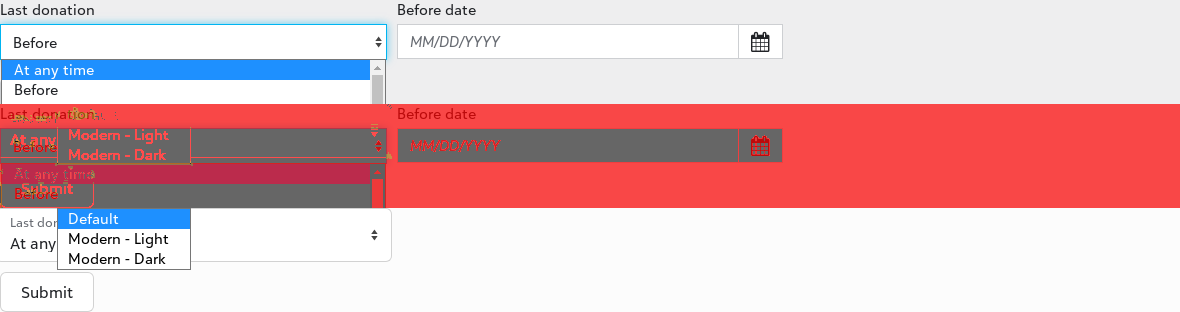 Last donation Before date
Before MM/DD/YYYY
At any time
Before
Last donation Before date
Modern - Light
At any
Before MM/DD/YYYY
Modern - Dark
At any time
Submit
Before
Default
Last don
Modern - Light
At any
Modern - Dark
Submit